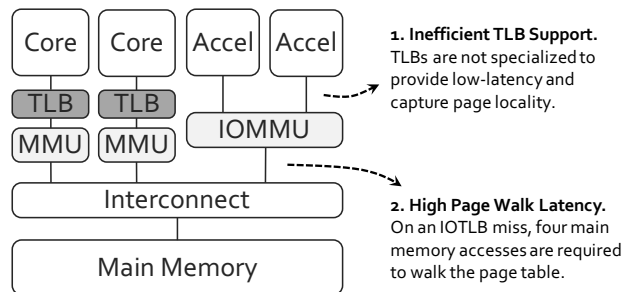 Core Core Accel Accel
TLB TLB
MMU MMU IOMMU
Interconnect
Main Memory
1. Inefficient TLB Support.
TLBs are not specialized to
provide low-latency and
capture page locality.
2. High Page Walk Latency.
On an IOTLB miss, four main
memory accesses are required
to walk the page table.